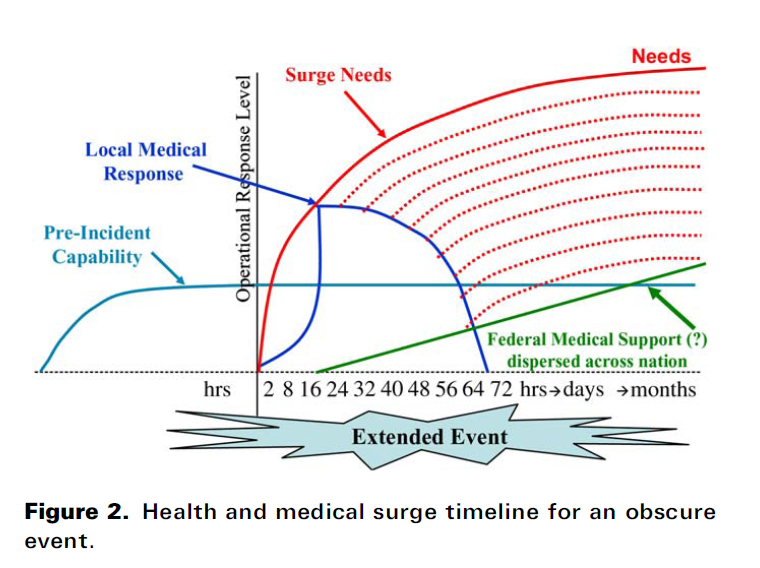 Needs
Surge Needs
Operational Response Level
Local Medical
Response
Pre-Incident
Capability
Federal Medical Support (?)
dispersed across nation
hrs 2 8 16 24 32 40 48 56 64 72 hrs→days →months
Extended Event
Figure 2. Health and medical surge timeline for an obscure
event.